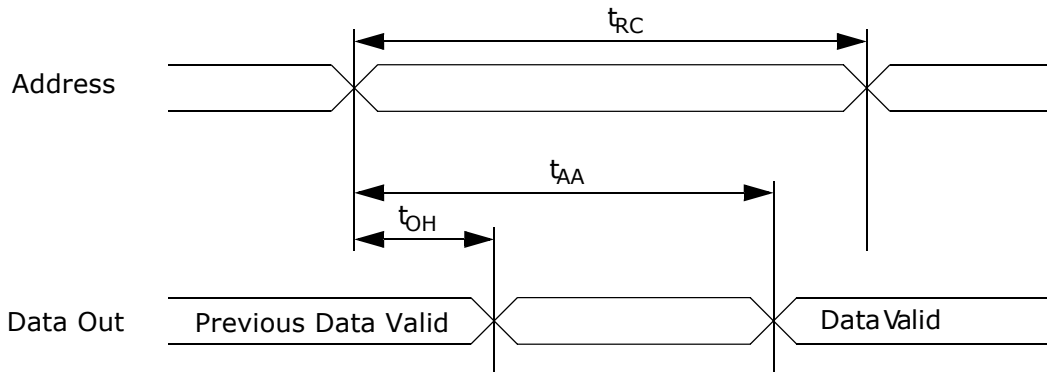 tRC
Address
tAA
tOH
Data Out
Previous Data Valid
Data Valid